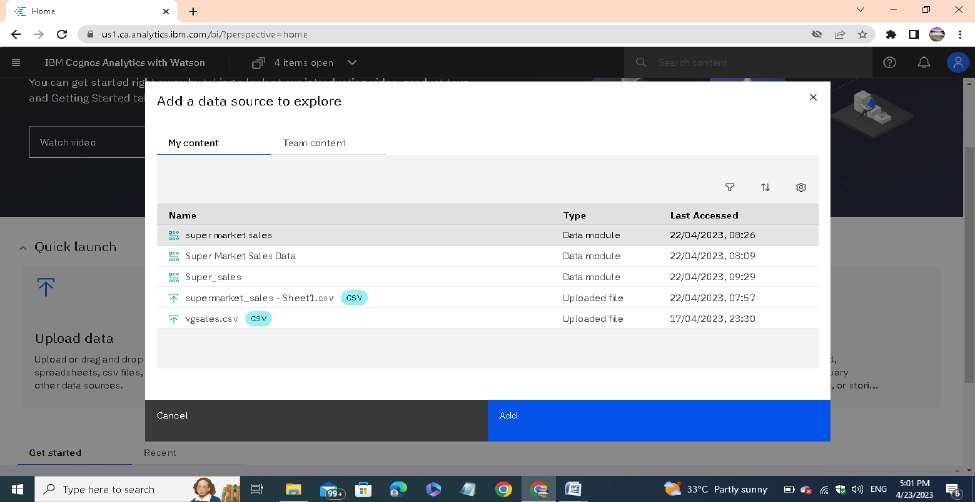 Home
us1.ca.analytics.ibm.com/bi/?perspective=home
IBM Cognos Analytics with Watson
4 items open
Search content
You can get started right
and Getting Started ta
Watch video
Add a data source to explore
My content
Team content
Name Type Last Accessed
supermarket sales Data module 22/04/2023, 08:26
Super Market Sales Data Data module 22/04/2023, 08:09
Super_sales Data module 22/04/2023, 09:29
supermarket_sales - Sheet1.csv CSV Uploaded file 22/04/2023, 07:57
vgsales.csv CSV Uploaded file 17/04/2023, 23:30
Quick launch
Upload data
Upload or drag and drop
spreadsheets, csv files,
other data sources.
, or stori...
Cancel
Add
Get started
Recent
Type here to search
99+
33°C Partly sunny
ENG
5:01 PM
4/23/2023
6